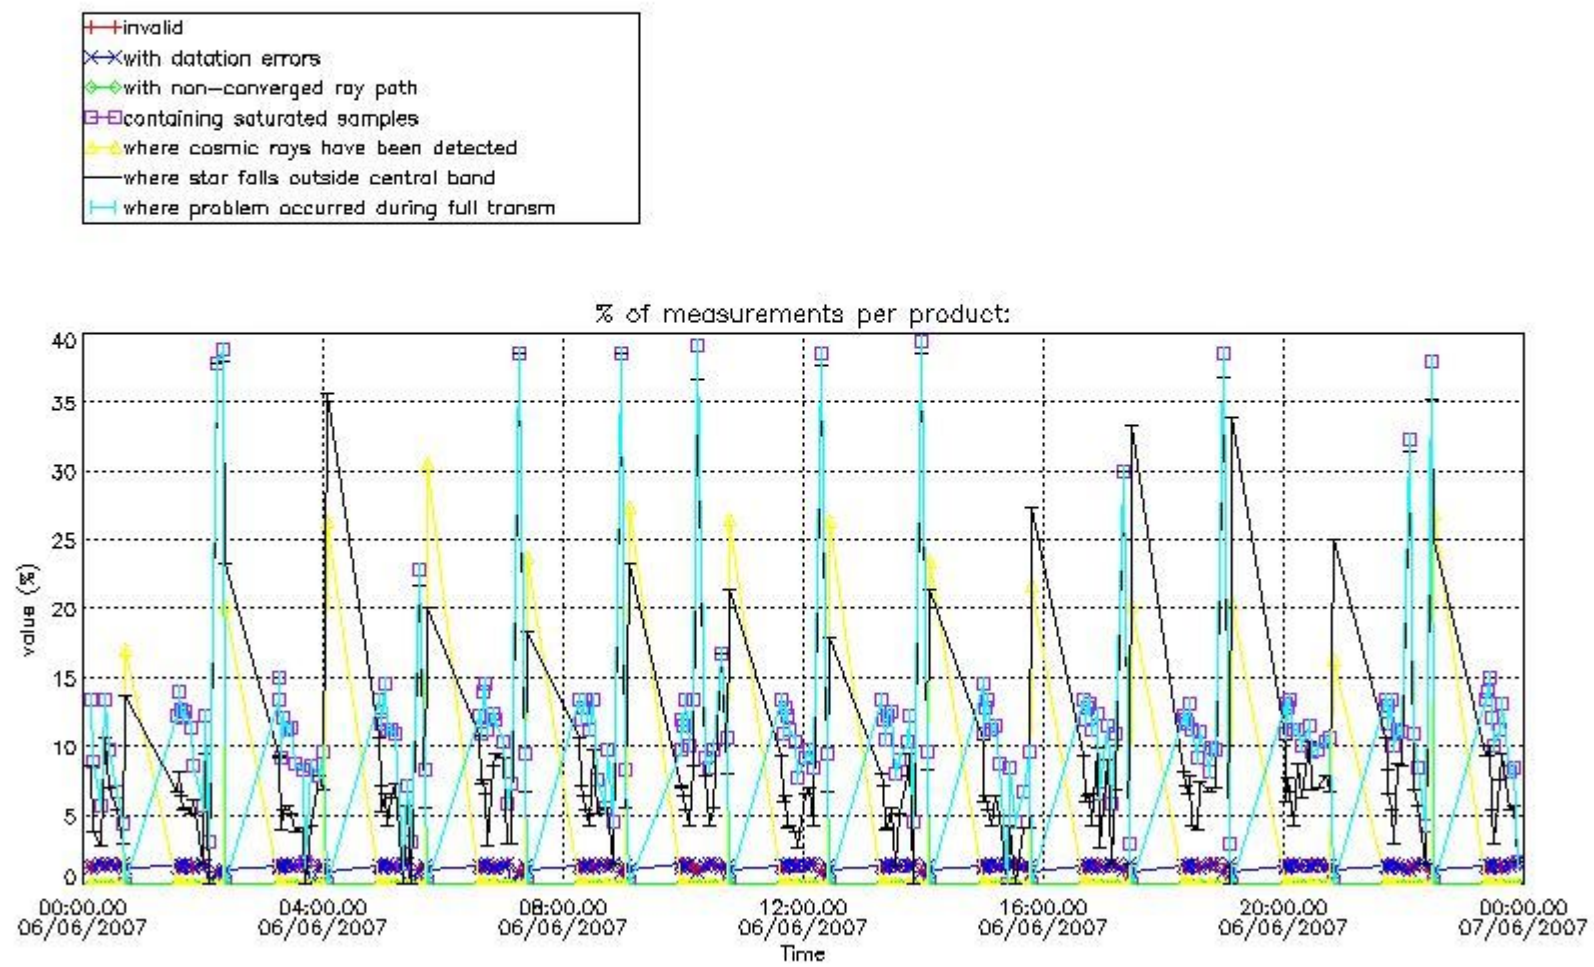 invalid
with datation errors
with non-converged ray path
containing saturated samples
where cosmic rays have been detected
where star falls outside central band
where problem occurred during full transm
% of measurements per product:
40
35
30
25
20
15
10
5
0
value (%)
00:00:00 04:00:00 08:00:00 12:00:00 16:00:00 20:00:00 00:00:00
06/06/2007 06/06/2007 06/06/2007 06/06/2007 06/06/2007 06/06/2007 07/06/2007
Time